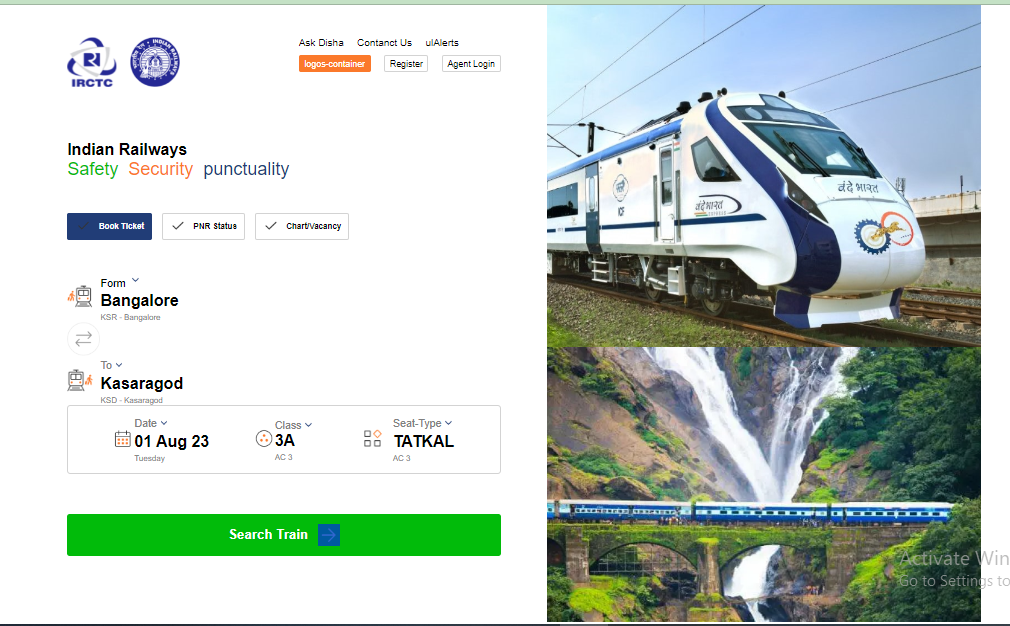 Ask Disha Contanct Us ulAlerts
logos-container Register Agent Login
IRCTC
INDIAN RAILWAYS
Indian Railways
Safety Security punctuality
Book Ticket PNR Status Chart/Vacancy
Form
Bangalore
KSR - Bangalore
To
Kasaragod
KSD - Kasaragod
Date Class Seat-Type
01 Aug 23 3A TATKAL
Tuesday AC 3 AC 3
Search Train
वंदे भारत
वंदे भारत
ICF
Activate Win
Go to Settings to